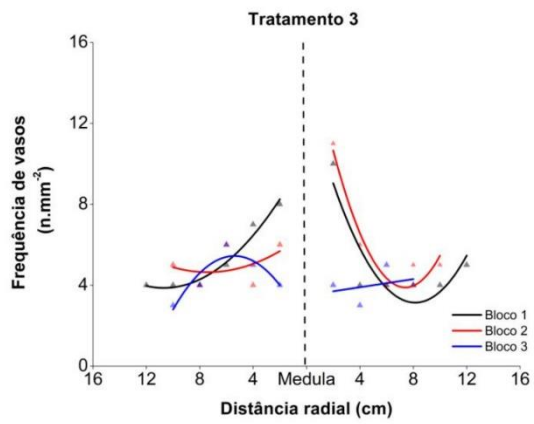 Tratamento 3
Frequência de vasos
(n.mm⁻²)
16
12
8
4
0
16 12 8 4 Medula 4 8 12 16
Distância radial (cm)
Bloco 1
Bloco 2
Bloco 3